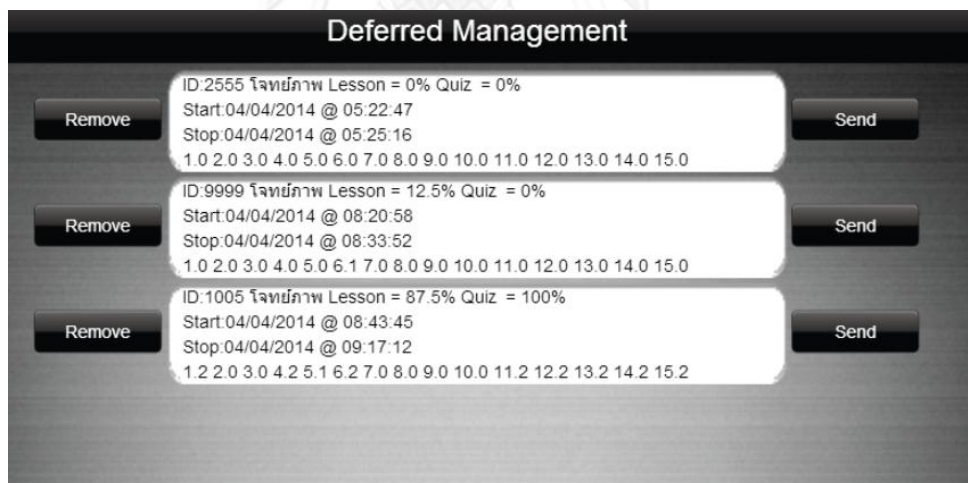 Deferred Management
Remove
ID:2555 โจทย์ภาพ Lesson = 0% Quiz = 0%
Start:04/04/2014 @ 05:22:47
Stop:04/04/2014 @ 05:25:16
1.0 2.0 3.0 4.0 5.0 6.0 7.0 8.0 9.0 10.0 11.0 12.0 13.0 14.0 15.0
Send
Remove
ID:9999 โจทย์ภาพ Lesson = 12.5% Quiz = 0%
Start:04/04/2014 @ 08:20:58
Stop:04/04/2014 @ 08:33:52
1.0 2.0 3.0 4.0 5.0 6.1 7.0 8.0 9.0 10.0 11.0 12.0 13.0 14.0 15.0
Send
Remove
ID:1005 โจทย์ภาพ Lesson = 87.5% Quiz = 100%
Start:04/04/2014 @ 08:43:45
Stop:04/04/2014 @ 09:17:12
1.2 2.0 3.0 4.2 5.1 6.2 7.0 8.0 9.0 10.0 11.2 12.2 13.2 14.2 15.2
Send